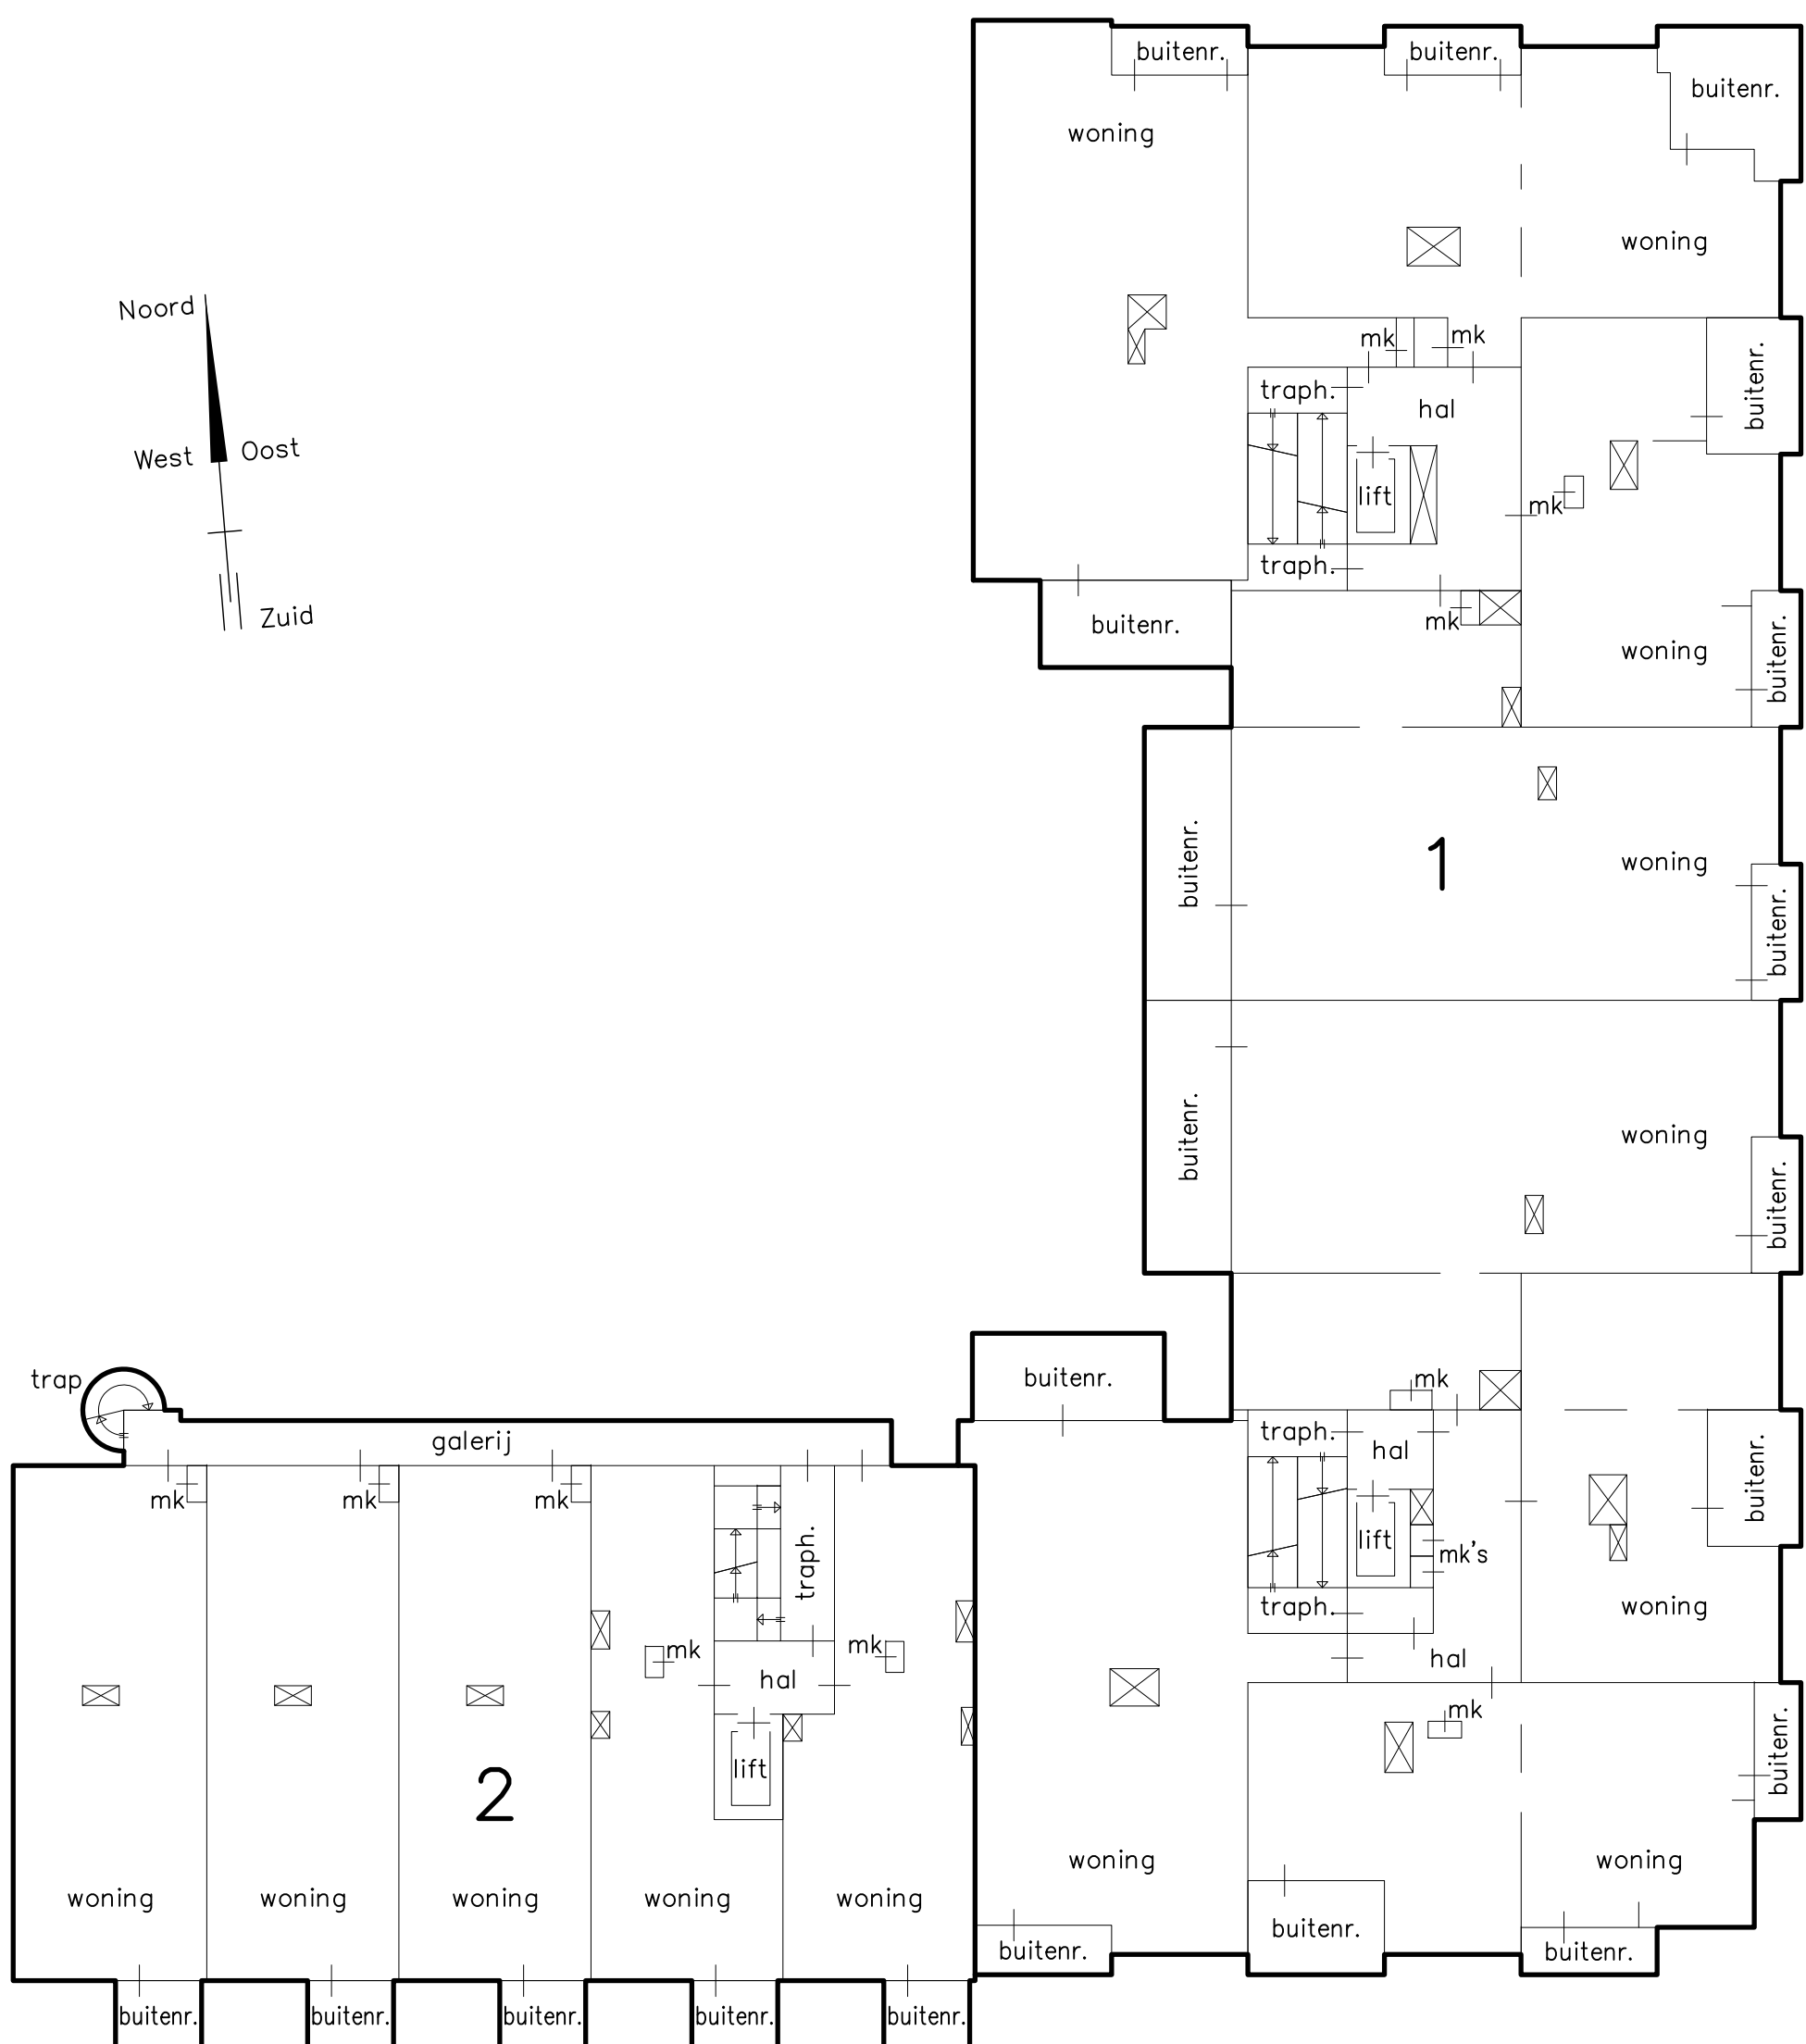 buitenr.
buitenr.
buitenr.
woning
woning
Noord
West
Oost
Zuid
mk
mk
traph.
hal
buitenr.
lift
mk
traph.
buitenr.
mk
woning
buitenr.
buitenr.
1
woning
buitenr.
buitenr.
woning
buitenr.
trap
buitenr.
mk
galerij
traph.
hal
buitenr.
mk
mk
mk
traph.
lift
mk's
traph.
woning
mk
mk
hal
hal
mk
lift
buitenr.
2
woning
woning
woning
woning
woning
woning
woning
buitenr.
buitenr.
buitenr.
buitenr.
buitenr.
buitenr.
buitenr.
buitenr.